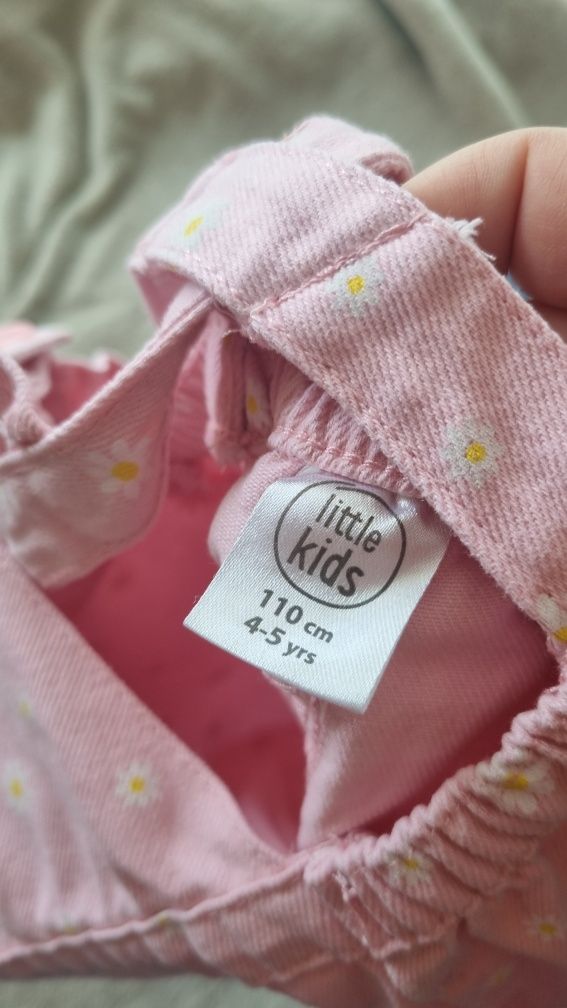 little
kids
110 cm
4-5 yrs